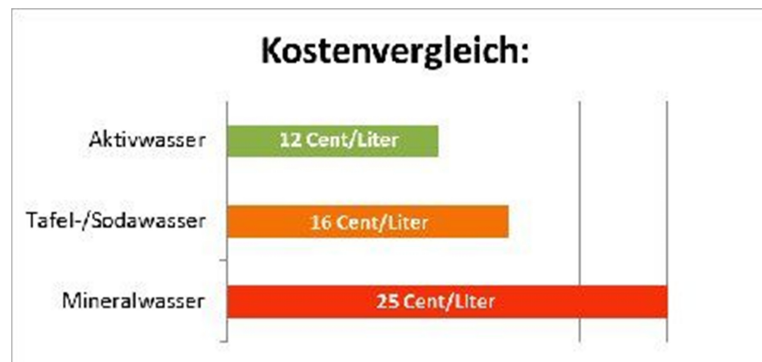 Kostenvergleich:
Aktivwasser
12 Cent/Liter
Tafel-/Sodawasser
16 Cent/Liter
Mineralwasser
25 Cent/Liter